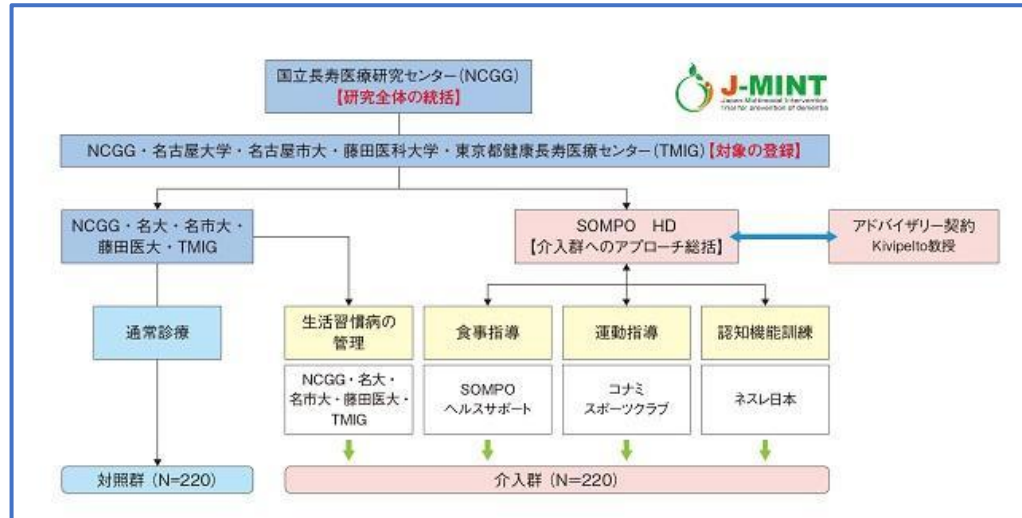 国立長寿医療研究センター(NCGG)
【研究全体の統括】
J-MINT
Japan Multimodal Intervention
Trial for prevention of dementia
NCGG・名古屋大学・名古屋市大・藤田医科大学・東京都健康長寿医療センター(TMIG)【対象の登録】
NCGG・名大・名市大・
藤田医大・TMIG
SOMPO HD
【介入群へのアプローチ総括】
アドバイザリー契約
Kivipelto教授
通常診療
生活習慣病の
管理
食事指導
運動指導
認知機能訓練
NCGG・名大・
名市大・藤田医大・
TMIG
SOMPO
ヘルスサポート
コナミ
スポーツクラブ
ネスレ日本
対照群 (N=220)
介入群 (N=220)